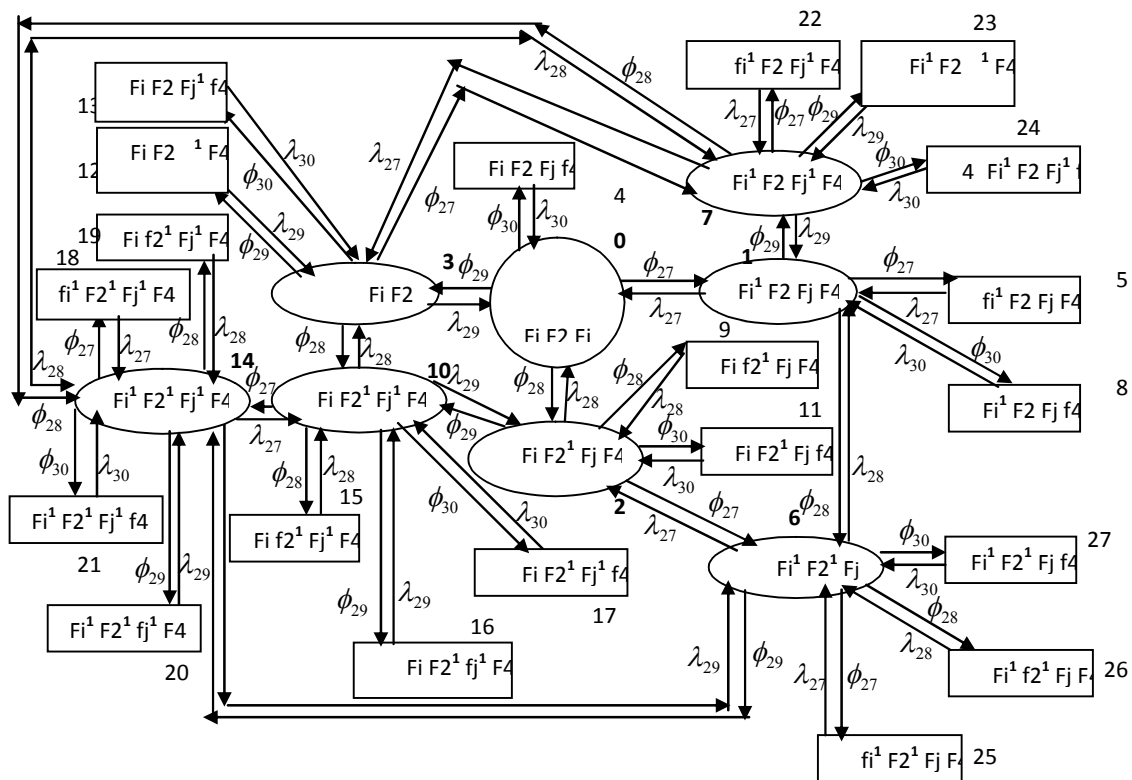 22
23
fi¹ F2 Fj¹ F4
Fi¹ F2 ¹ F4
λ28
ϕ28
Fi F2 Fj¹ f4
13
λ27
ϕ27
ϕ29
λ29
24
Fi F2 ¹ F4
12
λ30
ϕ30
λ27
Fi F2 Fj f4
4
ϕ30
λ30
4 Fi¹ F2 Fj¹ f
Fi¹ F2 Fj¹ F4
7
ϕ27
ϕ30
λ30
19
Fi f2¹ Fj¹ F4
λ29
ϕ29
0
ϕ29
λ29
18
3
ϕ29
ϕ27
1
ϕ27
5
fi¹ F2¹ Fj¹ F4
Fi F2
Fi¹ F2 Fj F4
fi¹ F2 Fj F4
λ29
λ27
λ27
Fi F2 Fj
9
ϕ28
λ28
ϕ28
λ28
ϕ30
λ30
ϕ27
λ27
Fi f2¹ Fj F4
λ28
14
10
λ29
ϕ28
λ28
ϕ28
λ28
8
Fi¹ F2¹ Fj¹ F4
ϕ27
Fi F2¹ Fj¹ F4
Fi¹ F2 Fj f4
11
ϕ28
ϕ29
λ27
Fi F2¹ Fj F4
ϕ30
λ30
Fi F2¹ Fj f4
ϕ30
λ30
ϕ28
λ28
λ28
15
ϕ30
λ30
2
ϕ27
λ27
ϕ28
6
Fi¹ F2¹ Fj¹ f4
Fi f2¹ Fj¹ F4
ϕ30
27
21
Fi F2¹ Fj¹ f4
Fi¹ F2¹ Fj
Fi¹ F2¹ Fj f4
λ30
ϕ29
λ29
ϕ29
λ29
17
ϕ28
λ28
Fi¹ F2¹ fj¹ F4
16
20
Fi F2¹ fj¹ F4
λ29
ϕ29
λ27
ϕ27
Fi¹ f2¹ Fj F4
26
fi¹ F2¹ Fj F4
25